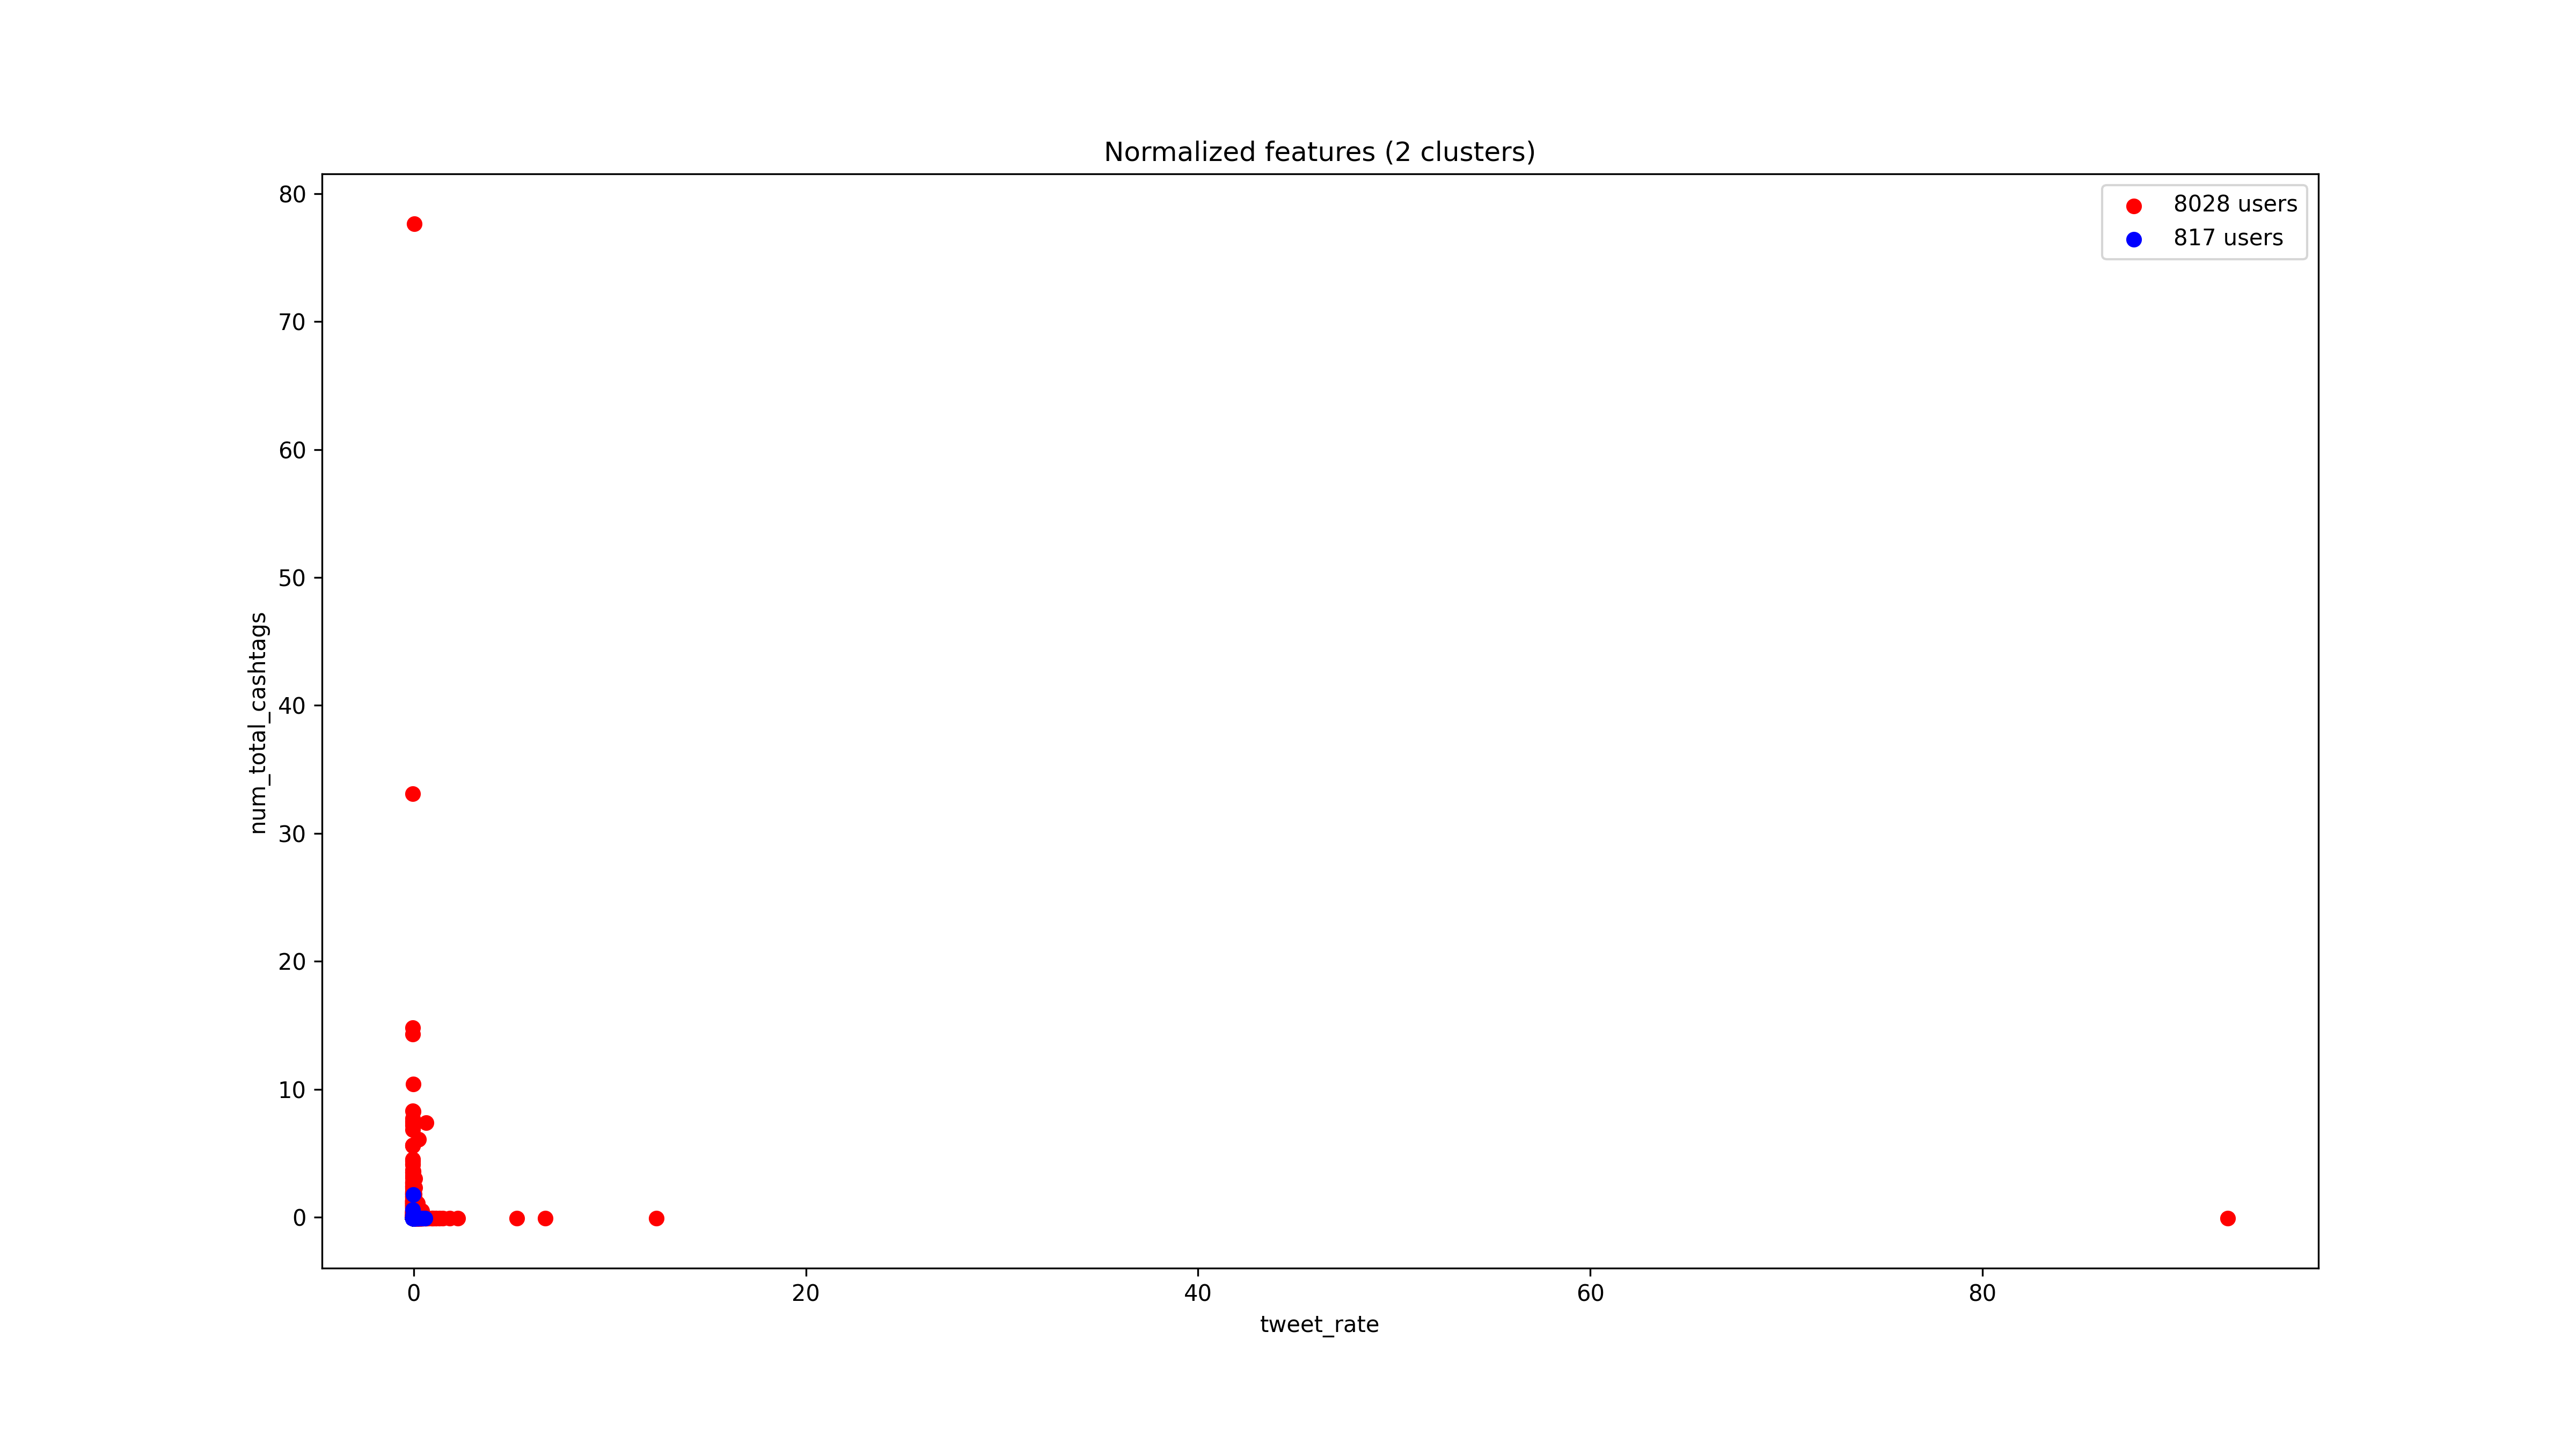 Normalized features (2 clusters)
8028 users
817 users
80
70
60
50
40
30
20
10
0
num_total_cashtags
0 20 40 60 80
tweet_rate